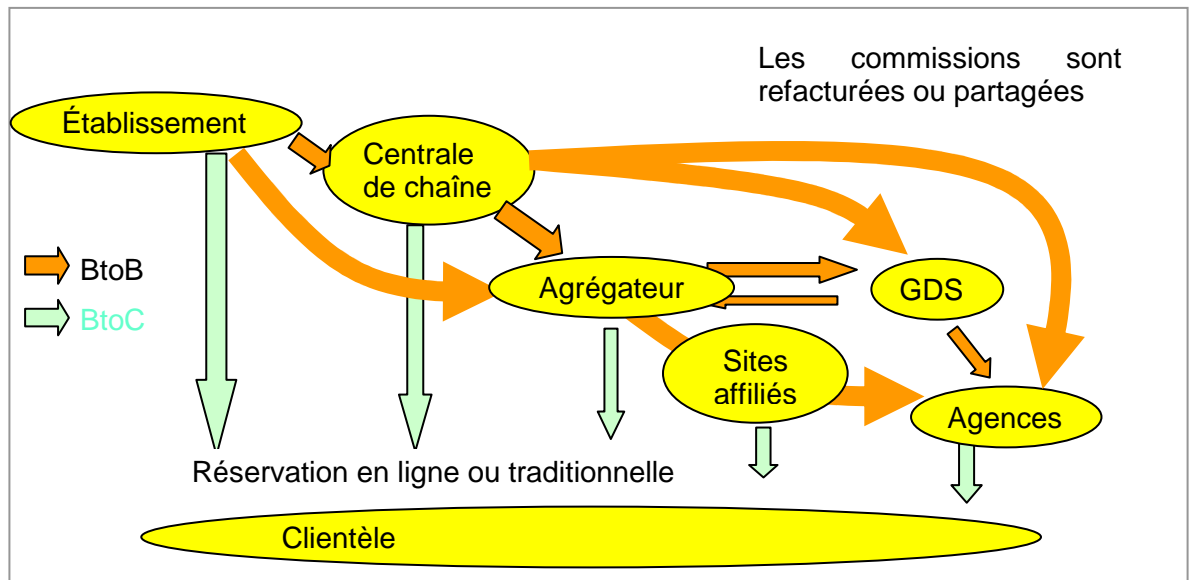 Les commissions sont
refacturées ou partagées
Établissement
Centrale
de chaîne
BtoB
BtoC
Agrégateur
GDS
Sites
affiliés
Agences
Réservation en ligne ou traditionnelle
Clientèle